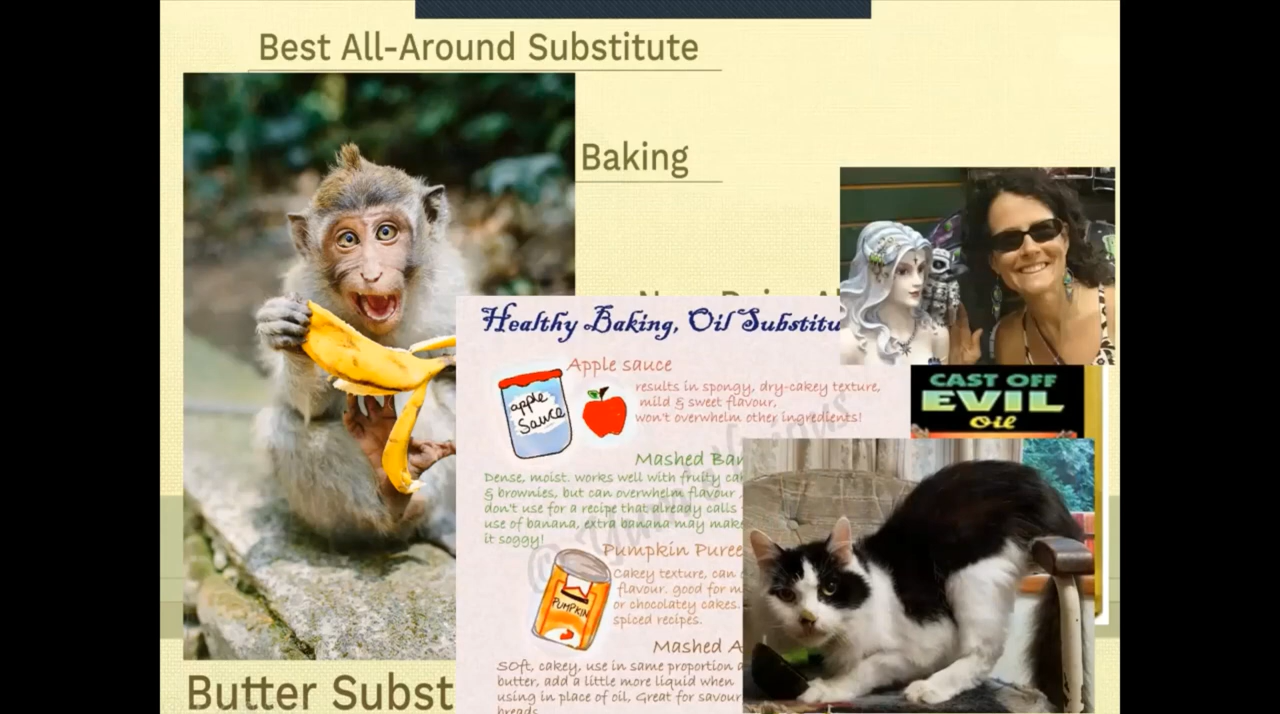 Best All-Around Substitute
Baking
Healthy Baking, Oil Substitu
Apple sauce
apple
Sauce
results in spongy, dry-cakey texture,
mild & sweet flavour,
won't overwhelm other ingredients!
CAST OFF
EVIL
Oil
Mashed Ban
Dense, moist. works well with fruity cak
& brownies, but can overwhelm flavour
don't use for a recipe that already calls
use of banana, extra banana may make
it soggy!
Pumpkin Puree
PUMPKIN
Cakey texture, can
flavour. good for m
or chocolatey cakes.
spiced recipes.
Mashed A
Soft, cakey, use in same proportion a
butter, add a little more liquid when
using in place of oil, Great for savour
breads
Butter Subst